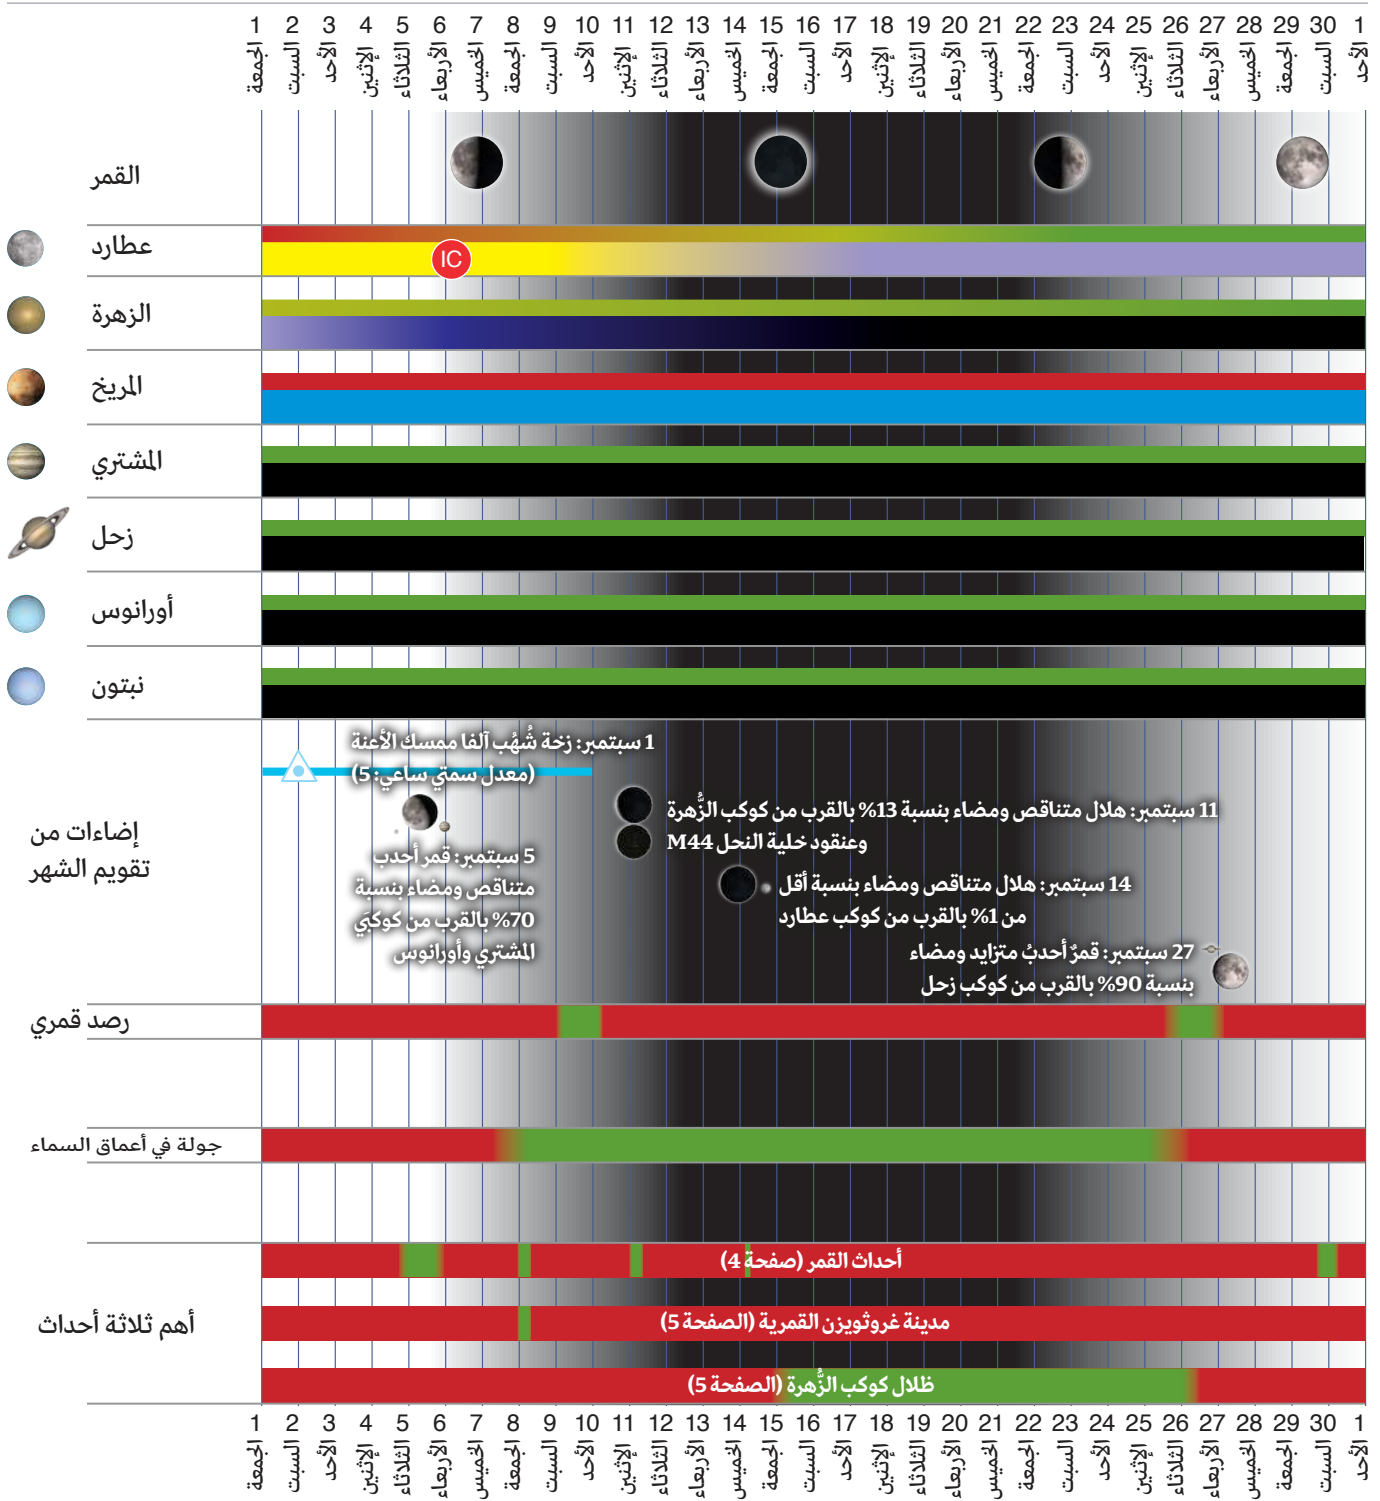 1 2 3 4 5 6 7 8 9 10 11 12 13 14 15 16 17 18 19 20 21 22 23 24 25 26 27 28 29 30 1
الجمعة السبت الأحد الإثنين الثلاثاء الأربعاء الخميس الجمعة السبت الأحد الإثنين الثلاثاء الأربعاء الخميس الجمعة السبت الأحد الإثنين الثلاثاء الأربعاء الخميس الجمعة السبت الأحد الإثنين الثلاثاء الأربعاء الخميس الجمعة السبت الأحد
القمر
عطارد
IC
الزهرة
المريخ
المشتري
زحل
أورانوس
نبتون
إضاءات من
تقويم الشهر
1 سبتمبر: زخة شُهُب آلفا ممسك الأعنة
(معدل سمتي ساعي: 5)
5 سبتمبر: قمر أحدب
متناقص ومضاء بنسبة
70% بالقرب من كوكبَي
المشتري وأورانوس
11 سبتمبر: هلال متناقص ومضاء بنسبة 13% بالقرب من كوكب الزُّهرة
وعنقود خلية النحل M44
14 سبتمبر: هلال متناقص ومضاء بنسبة أقل
من 1% بالقرب من كوكب عطارد
27 سبتمبر: قمرٌ أحدبُ متزايد ومضاء
بنسبة 90% بالقرب من كوكب زحل
رصد قمري
جولة في أعماق السماء
أهم ثلاثة أحداث
أحداث القمر (صفحة 4)
مدينة غروثويزن القمرية (الصفحة 5)
ظلال كوكب الزُّهرة (الصفحة 5)
1 2 3 4 5 6 7 8 9 10 11 12 13 14 15 16 17 18 19 20 21 22 23 24 25 26 27 28 29 30 1
الجمعة السبت الأحد الإثنين الثلاثاء الأربعاء الخميس الجمعة السبت الأحد الإثنين الثلاثاء الأربعاء الخميس الجمعة السبت الأحد الإثنين الثلاثاء الأربعاء الخميس الجمعة السبت الأحد الإثنين الثلاثاء الأربعاء الخميس الجمعة السبت الأحد